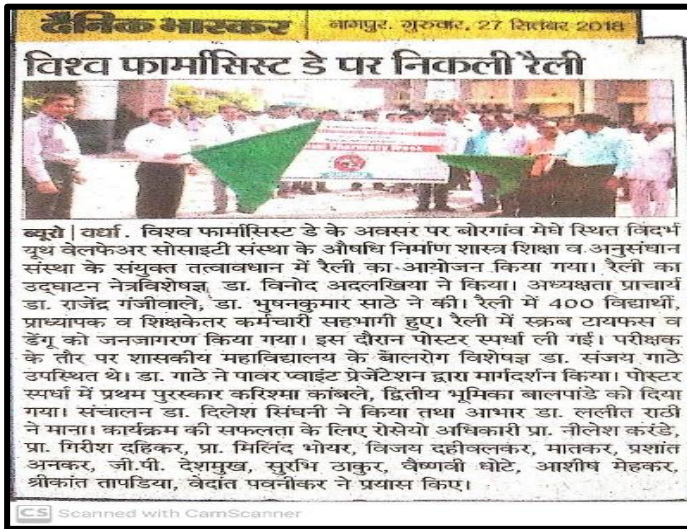 दैनिक भास्कर
नागपुर. गुरुवार, 27 सितंबर 2018
विश्व फार्मासिस्ट डे पर निकली रैली
ब्यूरो | वर्धा . विश्व फार्मासिस्ट डे के अवसर पर बोरगांव मेघे स्थित विदर्भ
यूथ वेलफेअर सोसाइटी संस्था के औषधि निर्माण शास्त्र शिक्षा व अनुसंधान
संस्था के संयुक्त तत्वावधान में रैली का आयोजन किया गया। रैली का
उद्घाटन नेत्रविशेषज्ञ डा. विनोद अदलखिया ने किया। अध्यक्षता प्राचार्य
डा. राजेंद्र गंजीवाले, डा. भुषनकुमार साठे ने की। रैली में 400 विद्यार्थी,
प्राध्यापक व शिक्षकेतर कर्मचारी सहभागी हुए। रैली में स्क्रब टायफस व
डेंगू को जनजागरण किया गया। इस दौरान पोस्टर स्पर्धा ली गई। परीक्षक
के तौर पर शासकीय महाविद्यालय के बालरोग विशेषज्ञ डा. संजय गाठे
उपस्थित थे। डा. गाठे ने पावर प्वाइंट प्रेजेंटेशन द्वारा मार्गदर्शन किया। पोस्टर
स्पर्धा में प्रथम पुरस्कार करिश्मा कांबले, द्वितीय भूमिका बालपांडे को दिया
गया। संचालन डा. दिलेश सिंघनी ने किया तथा आभार डा. ललीत राठी
ने माना। कार्यक्रम की सफलता के लिए रासेयो अधिकारी प्रा. नीलेश करंडे,
प्रा. गिरीश दहिकर, प्रा. मिलिंद भोयर, विजय दहीवलकर, मातकर, प्रशांत
अनकर, जी.पी. देशमुख, सुरभि ठाकुर, वैष्णवी धोटे, आशीष मेहकर,
श्रीकांत तापडिया, वेदांत पवनीकर ने प्रयास किए।
CS Scanned with CamScanner